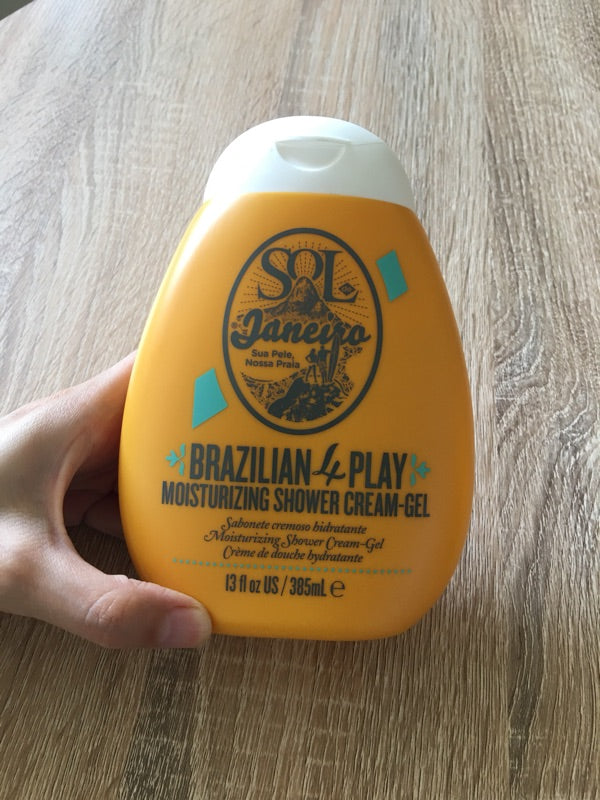 SOL
de
Janeiro
Sua Pele,
Nossa Praia
BRAZILIAN 4 PLAY
MOISTURIZING SHOWER CREAM-GEL
Sabonete cremoso hidratante
Moisturizing Shower Cream-Gel
Crème de douche hydratante
13 fl oz US / 385mL ℮